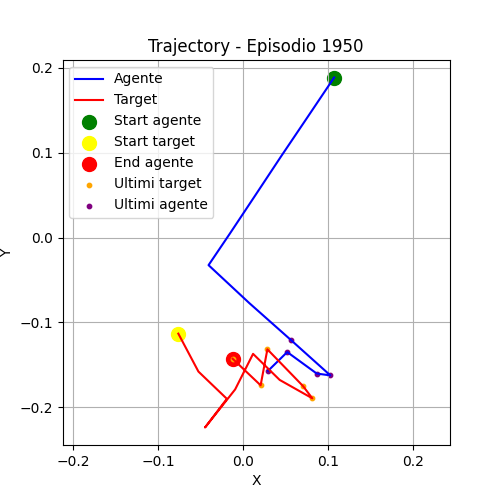 Trajectory - Episodio 1950
Agente
Target
Start agente
Start target
End agente
Ultimi target
Ultimi agente
0.2
0.1
0.0
−0.1
−0.2
Y
−0.2
−0.1
0.0
0.1
0.2
X